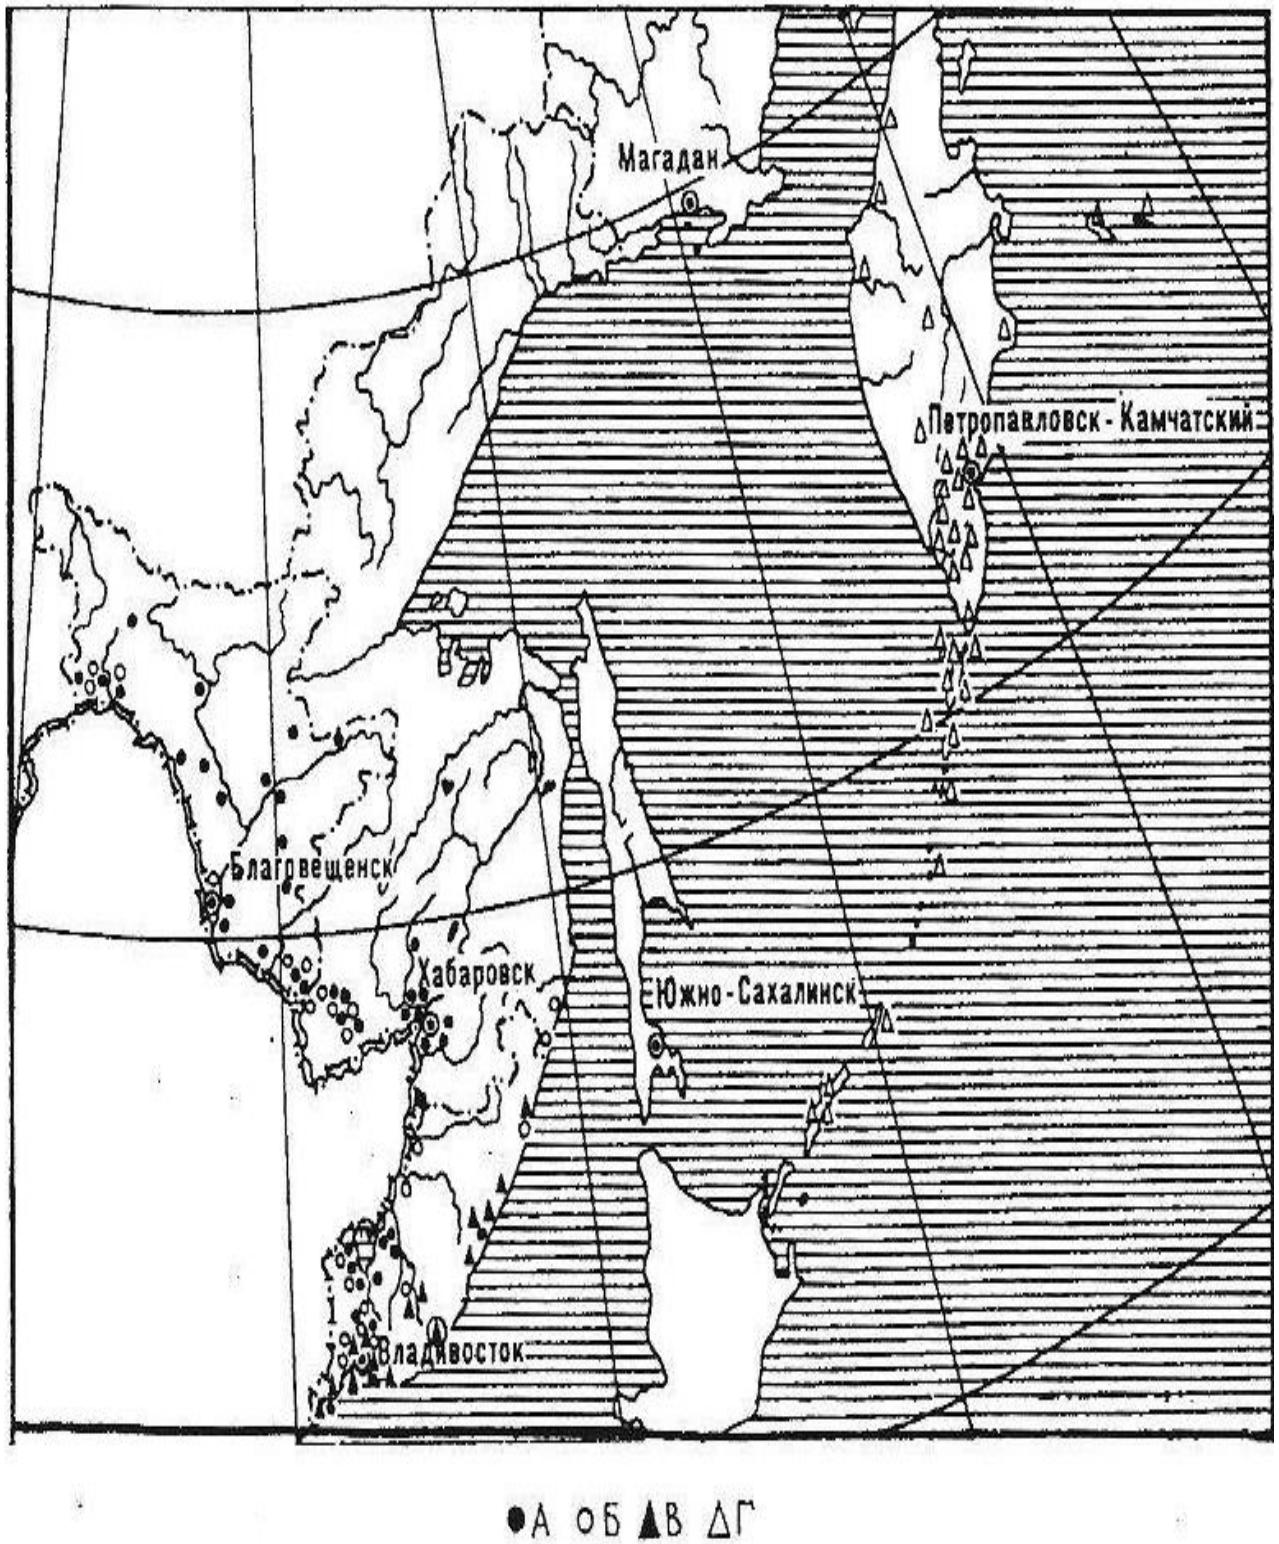 Магадан
Петропавловск-Камчатский
Благовещенск
Хабаровск
Южно-Сахалинск
Владивосток
А Б В Г